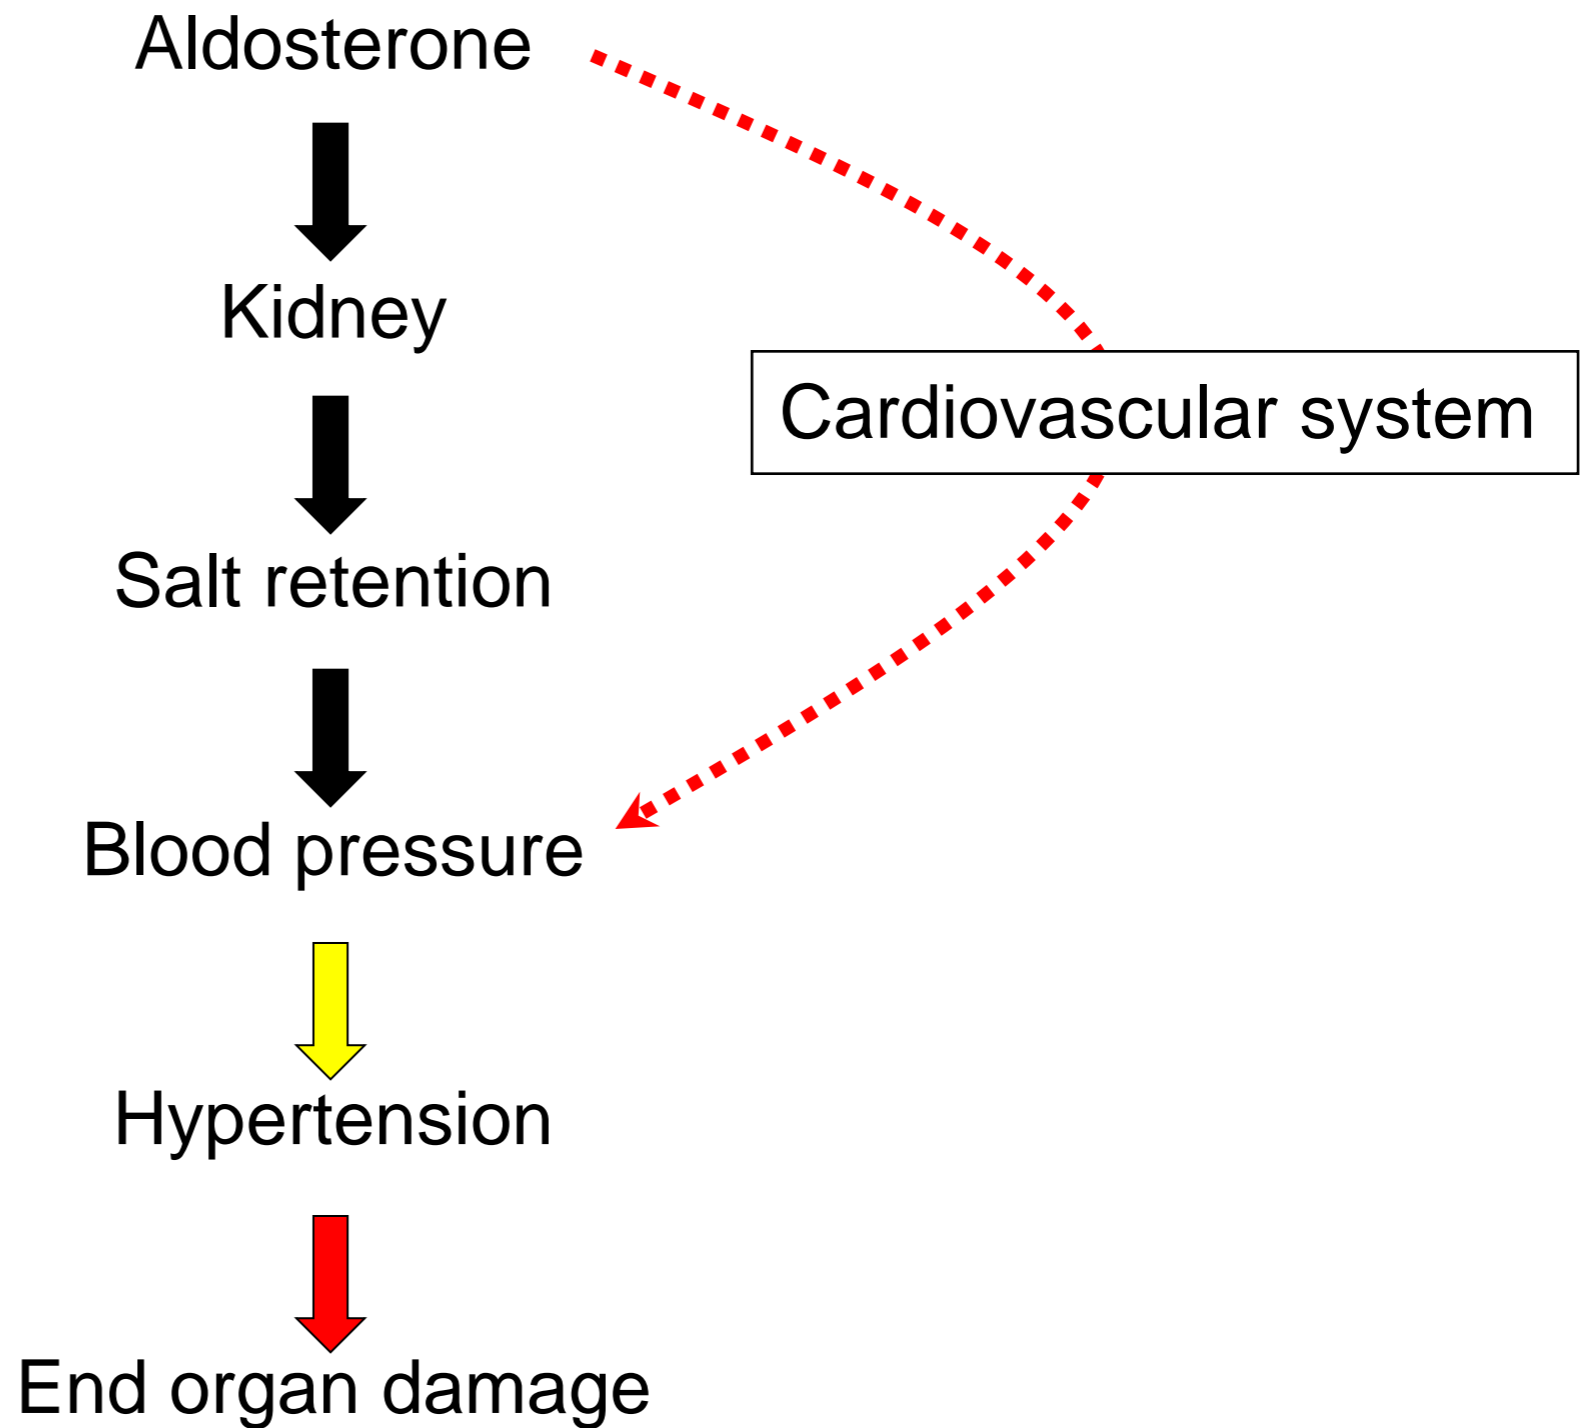 Aldosterone
Kidney
Cardiovascular system
Salt retention
Blood pressure
Hypertension
End organ damage